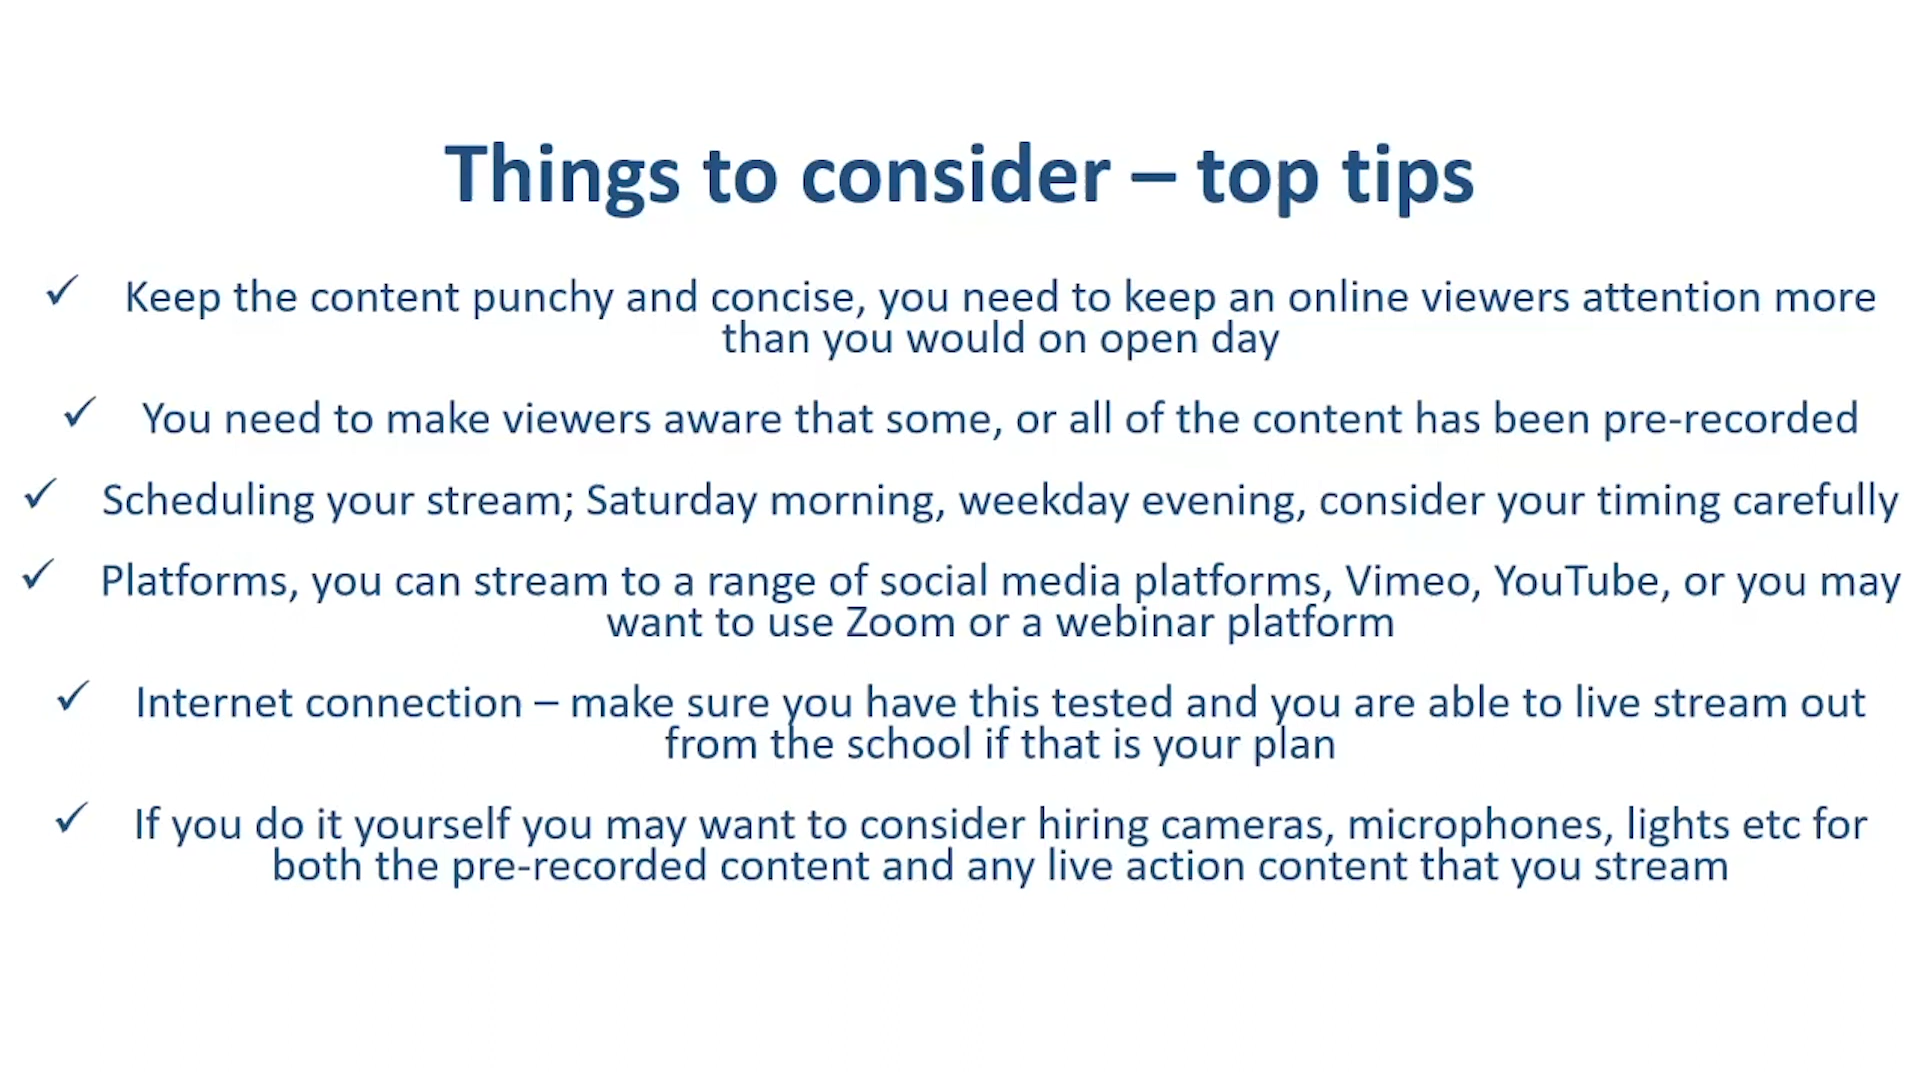 Things to consider – top tips
✓ Keep the content punchy and concise, you need to keep an online viewers attention more
than you would on open day
✓ You need to make viewers aware that some, or all of the content has been pre-recorded
✓ Scheduling your stream; Saturday morning, weekday evening, consider your timing carefully
✓ Platforms, you can stream to a range of social media platforms, Vimeo, YouTube, or you may
want to use Zoom or a webinar platform
✓ Internet connection – make sure you have this tested and you are able to live stream out
from the school if that is your plan
✓ If you do it yourself you may want to consider hiring cameras, microphones, lights etc for
both the pre-recorded content and any live action content that you stream